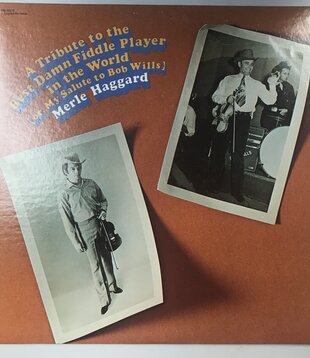 A Tribute to the
Best Damn Fiddle Player
in the World
[or, My Salute to Bob Wills]
Merle Haggard